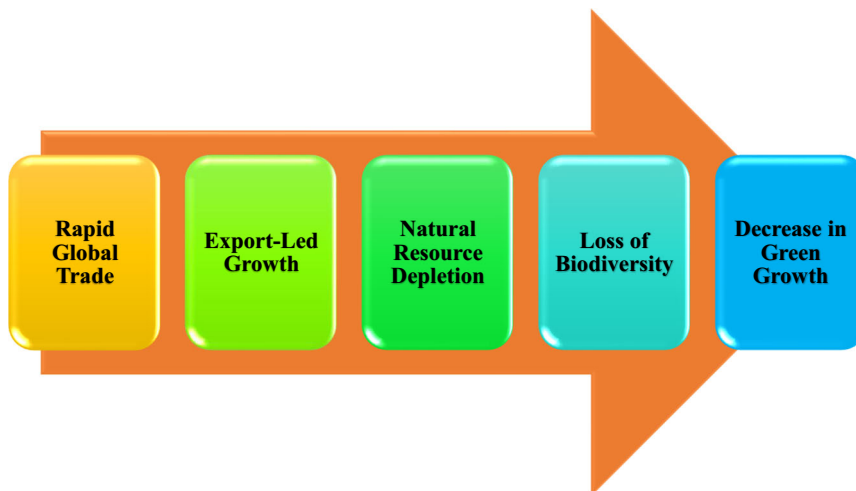 Rapid
Global
Trade
Export-Led
Growth
Natural
Resource
Depletion
Loss of
Biodiversity
Decrease in
Green
Growth